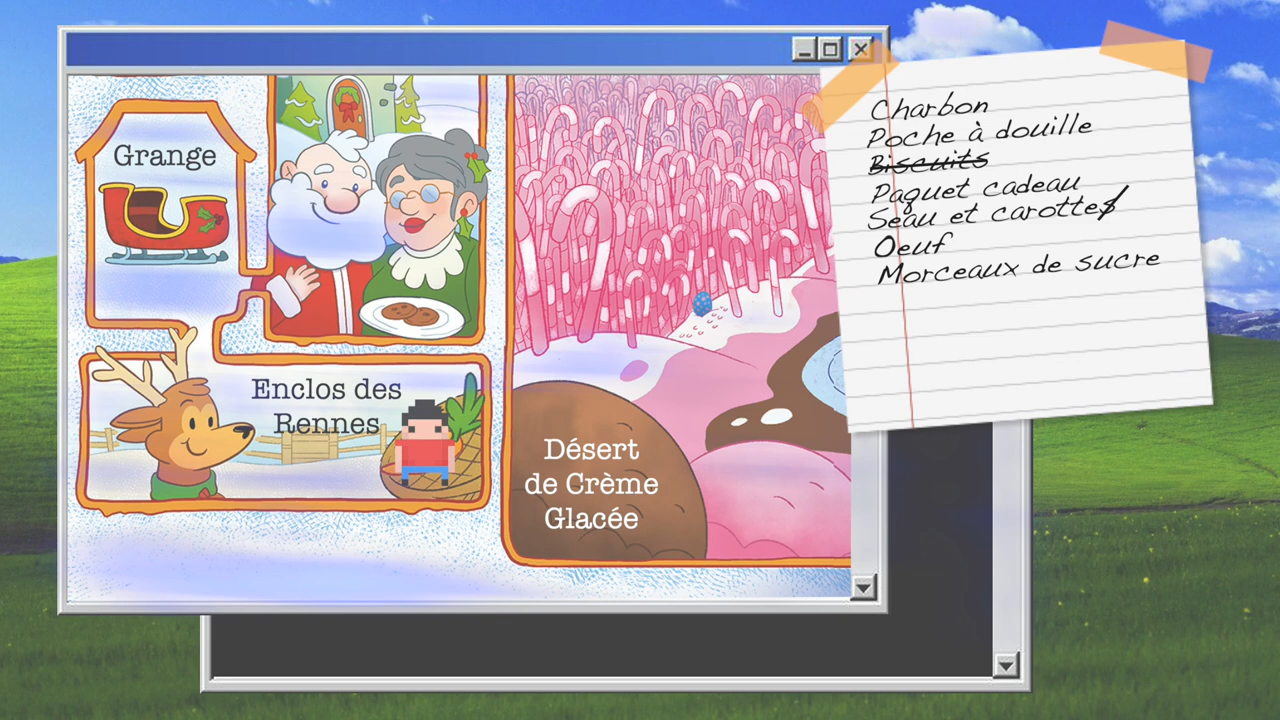 Grange
Enclos des
Rennes
Désert
de Crème
Glacée
Charbon
Poche à douille
Biscuits
Paquet cadeau
Seau et carottes
Oeuf
Morceaux de sucre